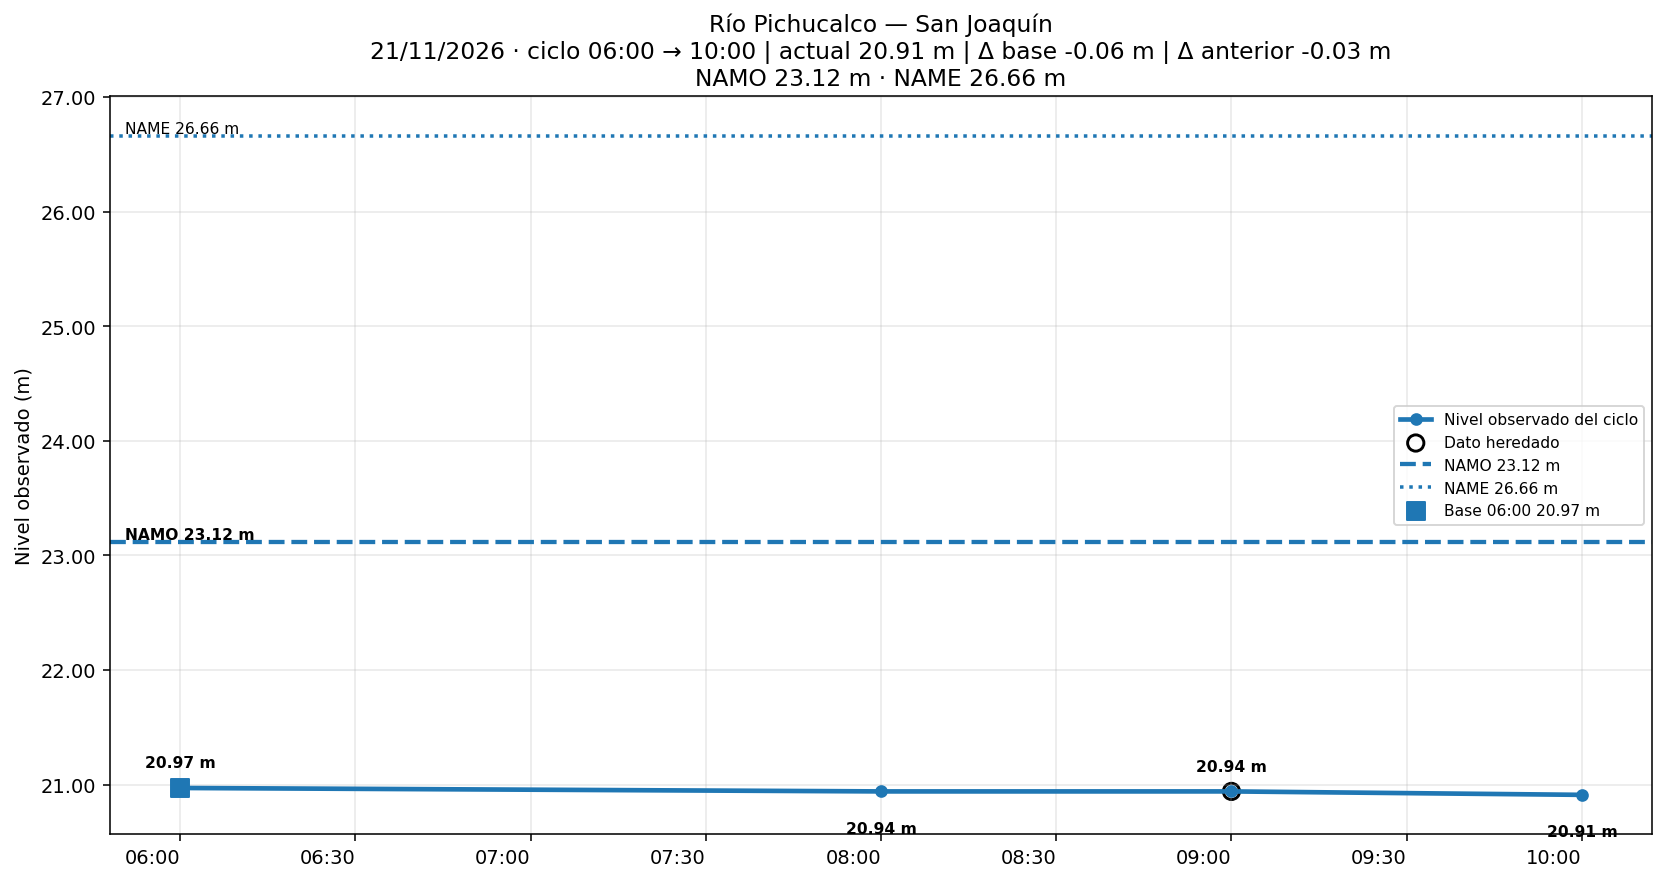 Río Pichucalco — San Joaquín
21/11/2026 · ciclo 06:00 → 10:00 | actual 20.91 m | Δ base -0.06 m | Δ anterior -0.03 m
NAMO 23.12 m · NAME 26.66 m
27.00
NAME 26.66 m
26.00
25.00
Nivel observado (m)
24.00
Nivel observado del ciclo
Dato heredado
NAMO 23.12 m
NAME 26.66 m
Base 06:00 20.97 m
NAMO 23.12 m
23.00
22.00
20.97 m
20.94 m
21.00
20.94 m
20.91 m
06:00
06:30
07:00
07:30
08:00
08:30
09:00
09:30
10:00